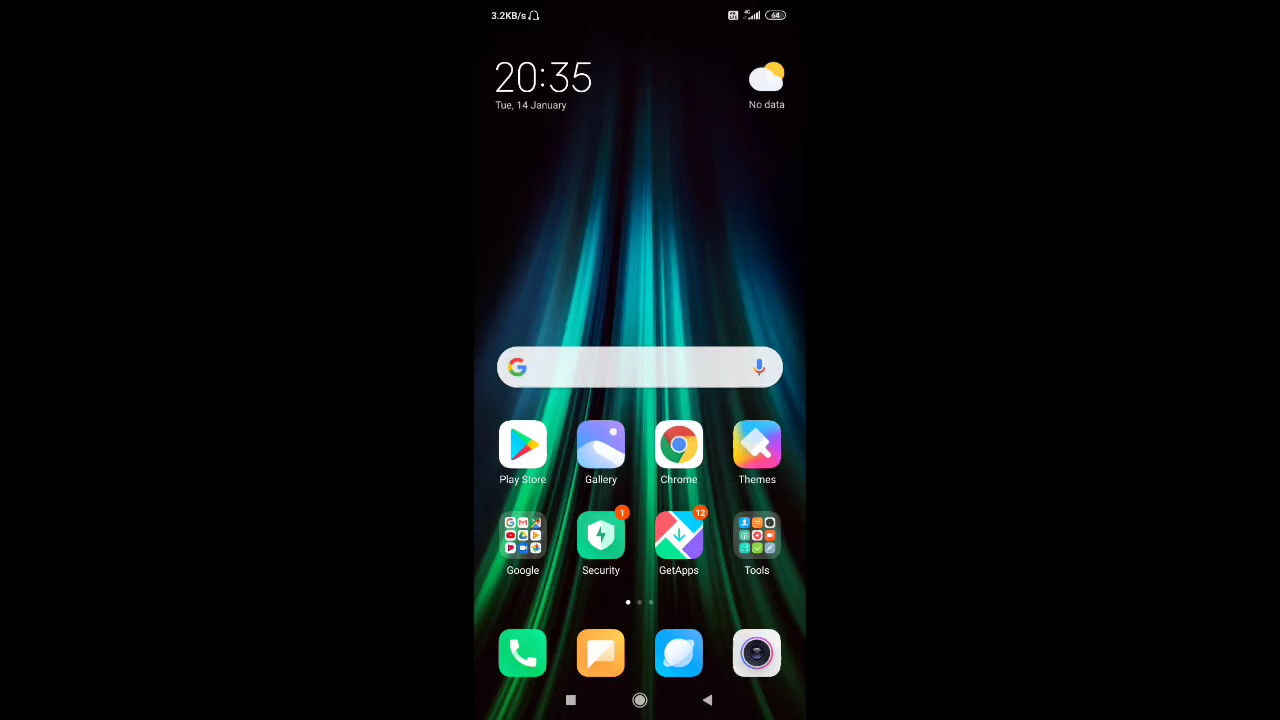 3.2KB/s
4G
64
20:35
Tue, 14 January
No data
Play Store
Gallery
Chrome
Themes
1
12
Google
Security
GetApps
Tools